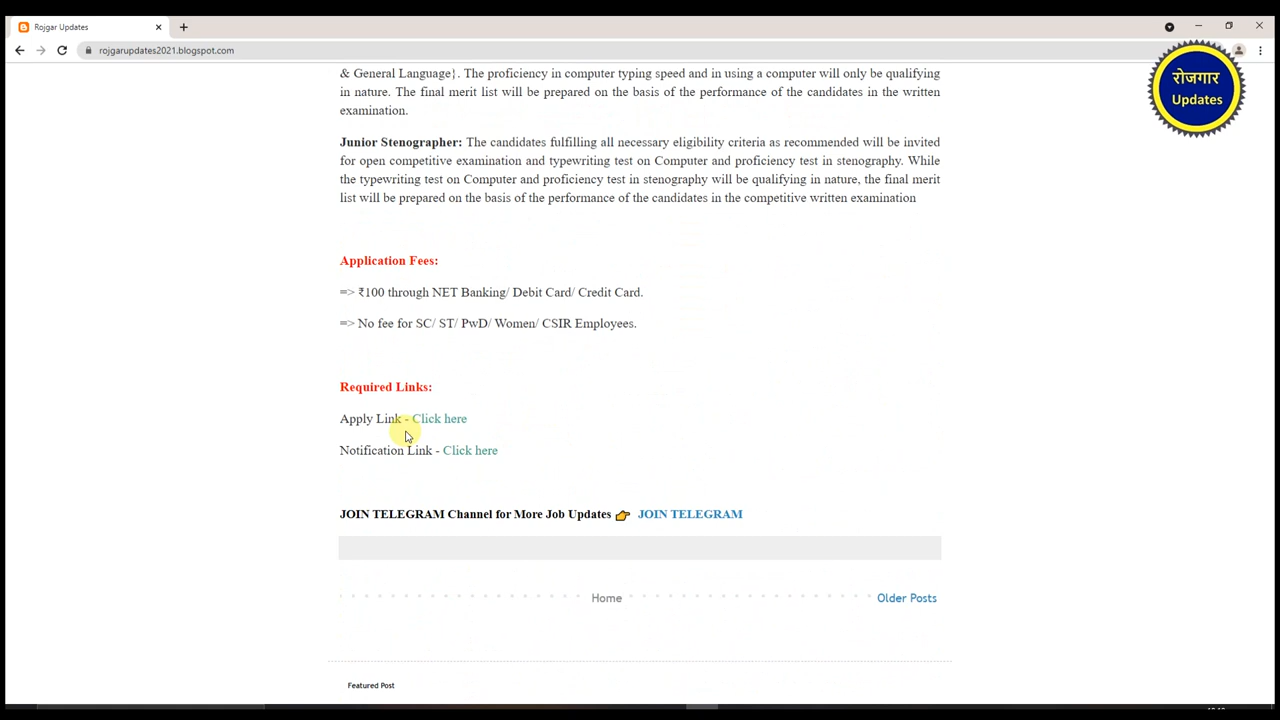 Rojgar Updates
rojgarupdates2021.blogspot.com
रोजगार
Updates
& General Language}. The proficiency in computer typing speed and in using a computer will only be qualifying
in nature. The final merit list will be prepared on the basis of the performance of the candidates in the written
examination.
Junior Stenographer: The candidates fulfilling all necessary eligibility criteria as recommended will be invited
for open competitive examination and typewriting test on Computer and proficiency test in stenography. While
the typewriting test on Computer and proficiency test in stenography will be qualifying in nature, the final merit
list will be prepared on the basis of the performance of the candidates in the competitive written examination
Application Fees:
=> ₹100 through NET Banking/ Debit Card/ Credit Card.
=> No fee for SC/ ST/ PwD/ Women/ CSIR Employees.
Required Links:
Apply Link - Click here
Notification Link - Click here
JOIN TELEGRAM Channel for More Job Updates 👉 JOIN TELEGRAM
Home
Older Posts
Featured Post